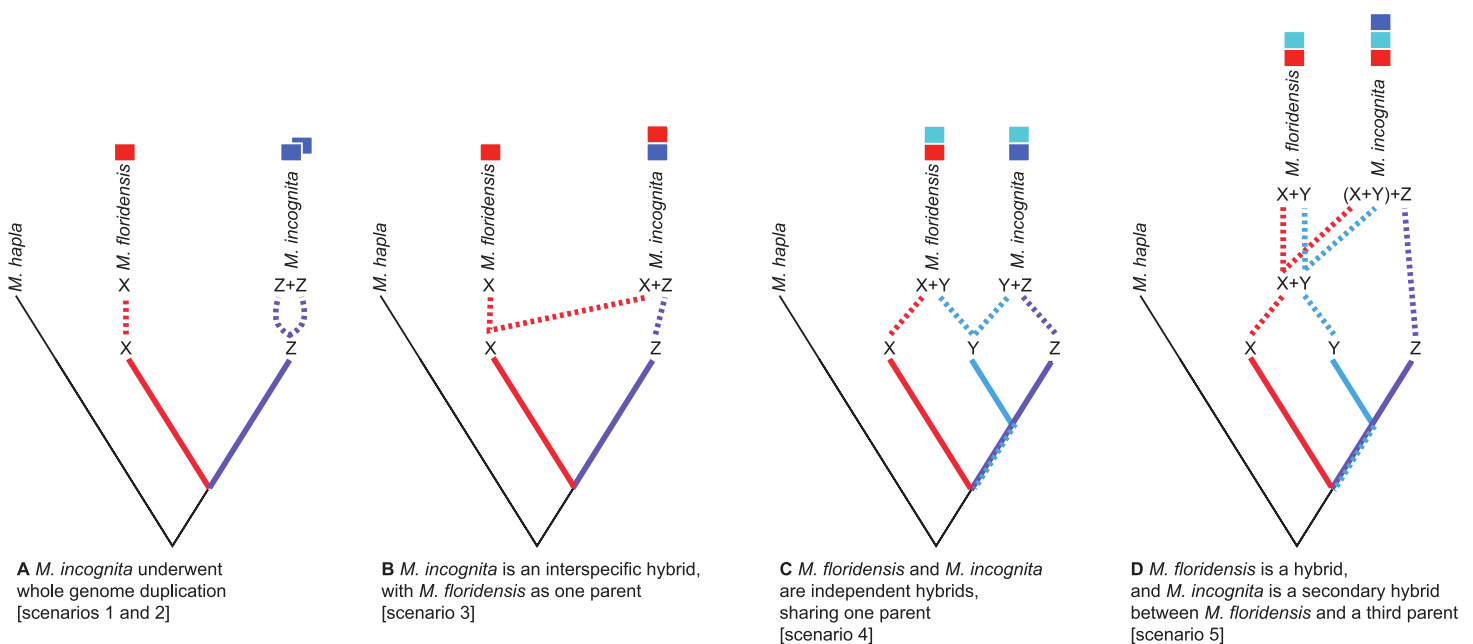 M. hapla
M. floridensis
M. incognita
X
Z+Z
X
Z
A M. incognita underwent
whole genome duplication
[scenarios 1 and 2]
M. hapla
M. floridensis
M. incognita
X
X+Z
X
Z
B M. incognita is an interspecific hybrid,
with M. floridensis as one parent
[scenario 3]
M. hapla
M. floridensis
M. incognita
X+Y
Y+Z
X
Y
Z
C M. floridensis and M. incognita
are independent hybrids,
sharing one parent
[scenario 4]
M. hapla
M. floridensis
M. incognita
X+Y
(X+Y)+Z
X+Y
X
Y
Z
D M. floridensis is a hybrid,
and M. incognita is a secondary hybrid
between M. floridensis and a third parent
[scenario 5]